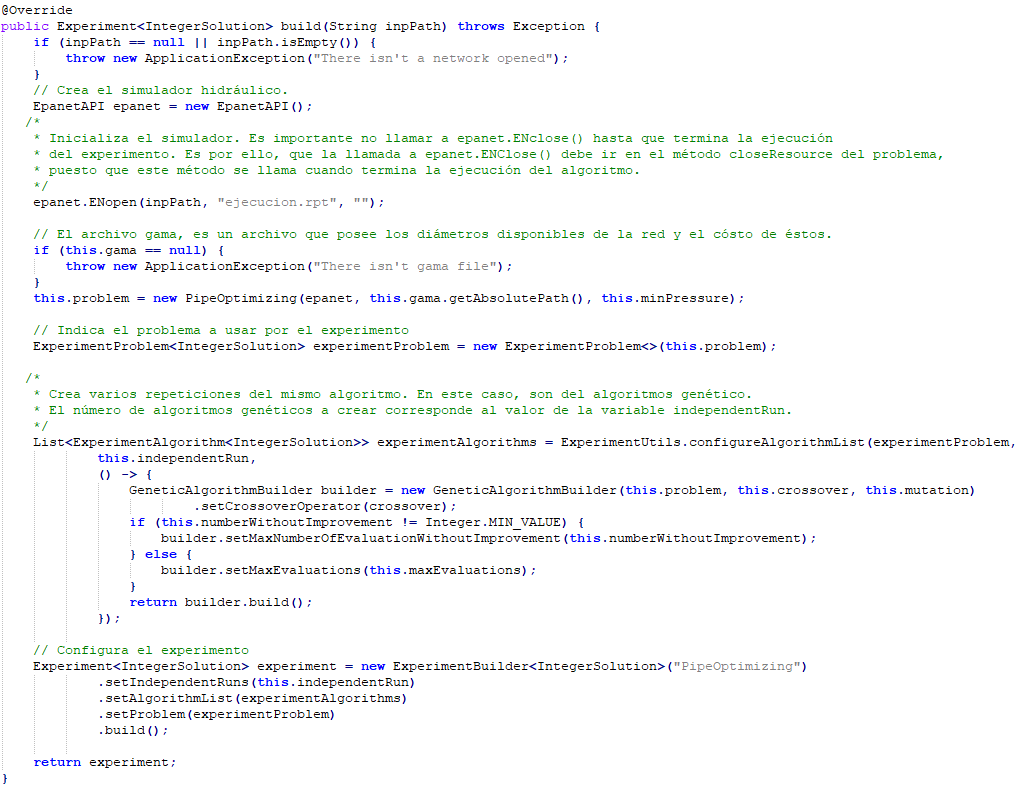 @Override
public Experiment<IntegerSolution> build(String inpPath) throws Exception {
if (inpPath == null || inpPath.isEmpty()) {
throw new ApplicationException("There isn't a network opened");
}
// Crea el simulador hidráulico.
EpanetAPI epanet = new EpanetAPI();
/*
* Inicializa el simulador. Es importante no llamar a epanet.ENclose() hasta que termina la ejecución
* del experimento. Es por ello, que la llamada a epanet.ENClose() debe ir en el método closeResource del problema,
* puesto que este método se llama cuando termina la ejecución del algoritmo.
*/
epanet.ENopen(inpPath, "ejecucion.rpt", "");
// El archivo gama, es un archivo que posee los diámetros disponibles de la red y el cósto de éstos.
if (this.gama == null) {
throw new ApplicationException("There isn't gama file");
}
this.problem = new PipeOptimizing(epanet, this.gama.getAbsolutePath(), this.minPressure);
// Indica el problema a usar por el experimento
ExperimentProblem<IntegerSolution> experimentProblem = new ExperimentProblem<>(this.problem);
/*
* Crea varios repeticiones del mismo algoritmo. En este caso, son del algoritmos genético.
* El número de algoritmos genéticos a crear corresponde al valor de la variable independentRun.
*/
List<ExperimentAlgorithm<IntegerSolution>> experimentAlgorithms = ExperimentUtils.configureAlgorithmList(experimentProblem,
this.independentRun,
() -> {
GeneticAlgorithmBuilder builder = new GeneticAlgorithmBuilder(this.problem, this.crossover, this.mutation)
.setCrossoverOperator(crossover);
if (this.numberWithoutImprovement != Integer.MIN_VALUE) {
builder.setMaxNumberOfEvaluationWithoutImprovement(this.numberWithoutImprovement);
} else {
builder.setMaxEvaluations(this.maxEvaluations);
}
return builder.build();
});
// Configura el experimento
Experiment<IntegerSolution> experiment = new ExperimentBuilder<IntegerSolution>("PipeOptimizing")
.setIndependentRuns(this.independentRun)
.setAlgorithmList(experimentAlgorithms)
.setProblem(experimentProblem)
.build();
return experiment;
}